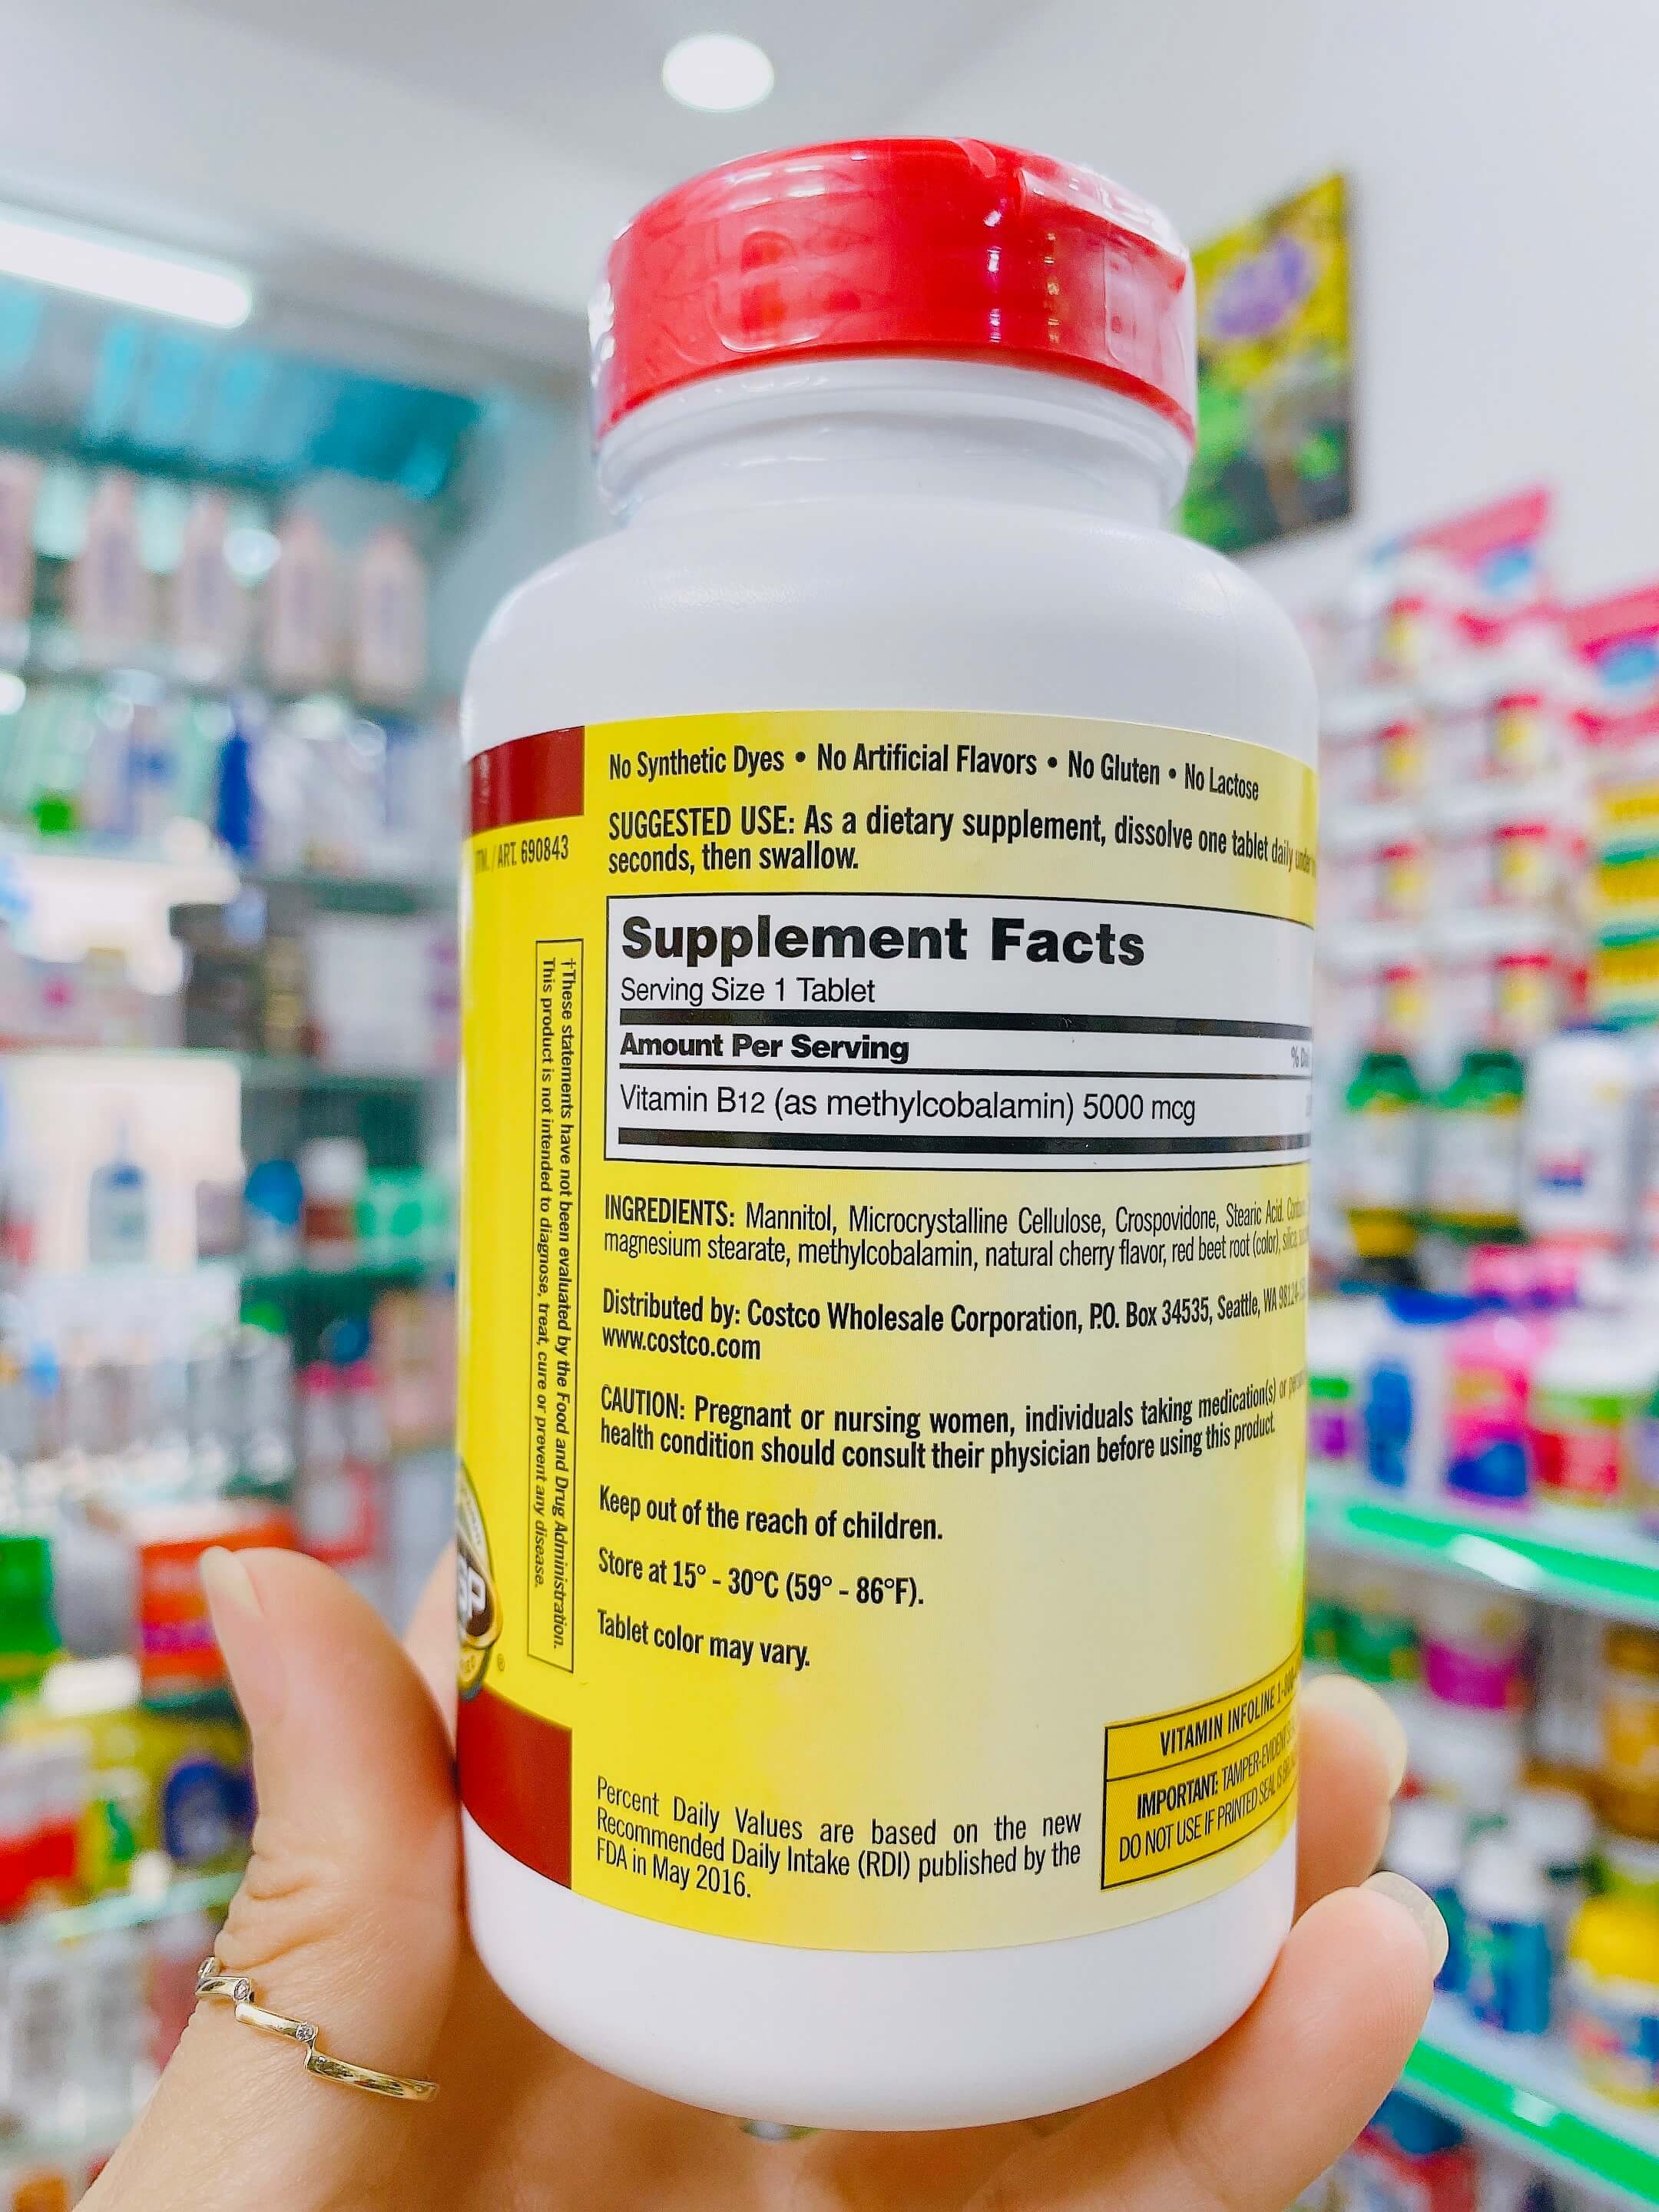 No Synthetic Dyes • No Artificial Flavors • No Gluten • No Lactose
SUGGESTED USE: As a dietary supplement, dissolve one tablet daily
seconds, then swallow.
ART. 690843
Supplement Facts
Serving Size 1 Tablet
Amount Per Serving
%
Vitamin B12 (as methylcobalamin) 5000 mcg
†These statements have not been evaluated by the Food and Drug Administration.
This product is not intended to diagnose, treat, cure or prevent any disease.
INGREDIENTS: Mannitol, Microcrystalline Cellulose, Crospovidone, Stearic Acid.
magnesium stearate, methylcobalamin, natural cherry flavor, red beet root (color), silica,
Distributed by: Costco Wholesale Corporation, P.O. Box 34535, Seattle, WA 98124
www.costco.com
CAUTION: Pregnant or nursing women, individuals taking medication(s) or
health condition should consult their physician before using this product.
Keep out of the reach of children.
Store at 15° - 30°C (59° - 86°F).
Tablet color may vary.
VITAMIN INFOLINE
IMPORTANT: TAMPER-EVIDENT
DO NOT USE IF PRINTED SEAL IS
Percent Daily Values are based on the new
Recommended Daily Intake (RDI) published by the
FDA in May 2016.